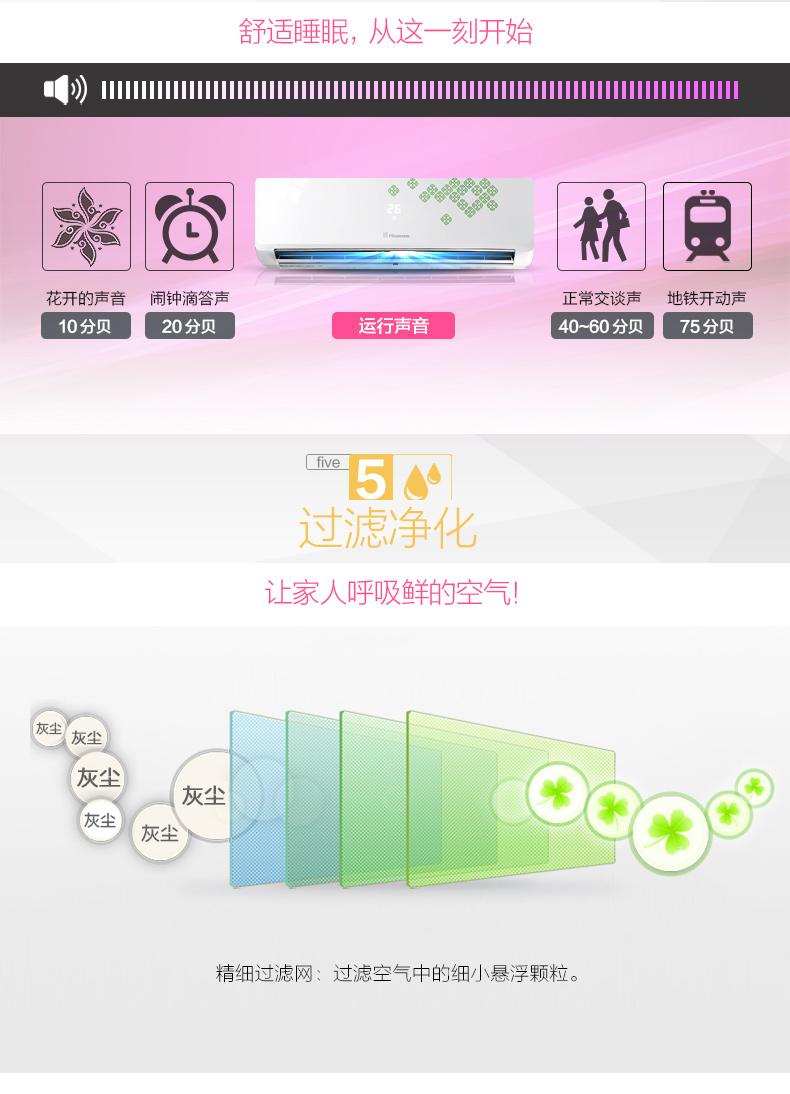 舒适睡眠，从这一刻开始
26
Hisense
花开的声音 闹钟滴答声 正常交谈声 地铁开动声
10分贝 20分贝 运行声音 40~60分贝 75分贝
five 5
过滤净化
让家人呼吸鲜的空气！
灰尘
灰尘
灰尘
灰尘
灰尘
灰尘
精细过滤网：过滤空气中的细小悬浮颗粒。